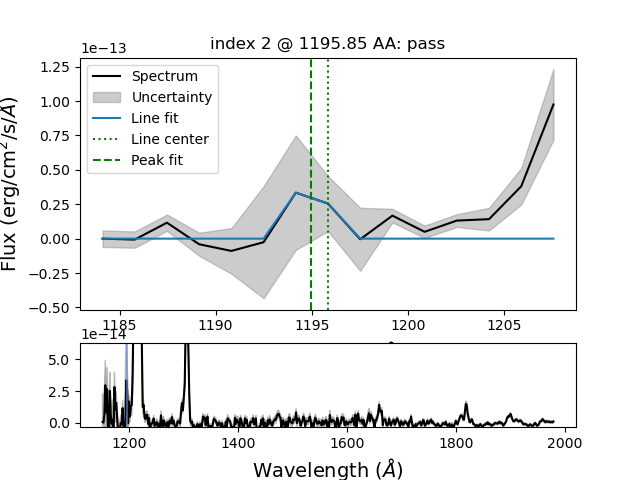 index 2 @ 1195.85 AA: pass
1e−13
Spectrum
Uncertainty
Line fit
Line center
Peak fit
1.25
1.00
0.75
0.50
0.25
0.00
−0.25
−0.50
Flux (erg/cm²/s/Å)
1185 1190 1195 1200 1205
1e−14
5.0
2.5
0.0
1200 1400 1600 1800 2000
Wavelength (Å)